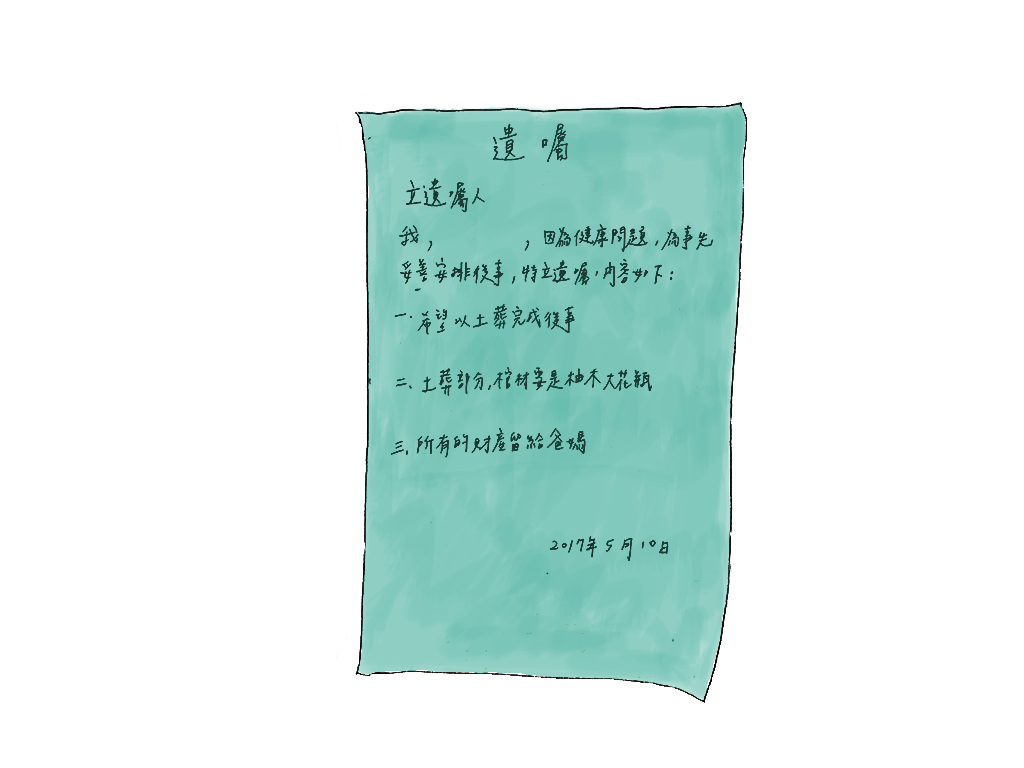 遺囑
立遺囑人
我, , 因為健康問題, 為事先
妥善安排後事, 特立遺囑, 內容如下:
一. 希望以土葬完成後事
二、土葬部分, 棺材要是柚木大花瓶
三. 所有的財產留給爸媽
2017年5月10日